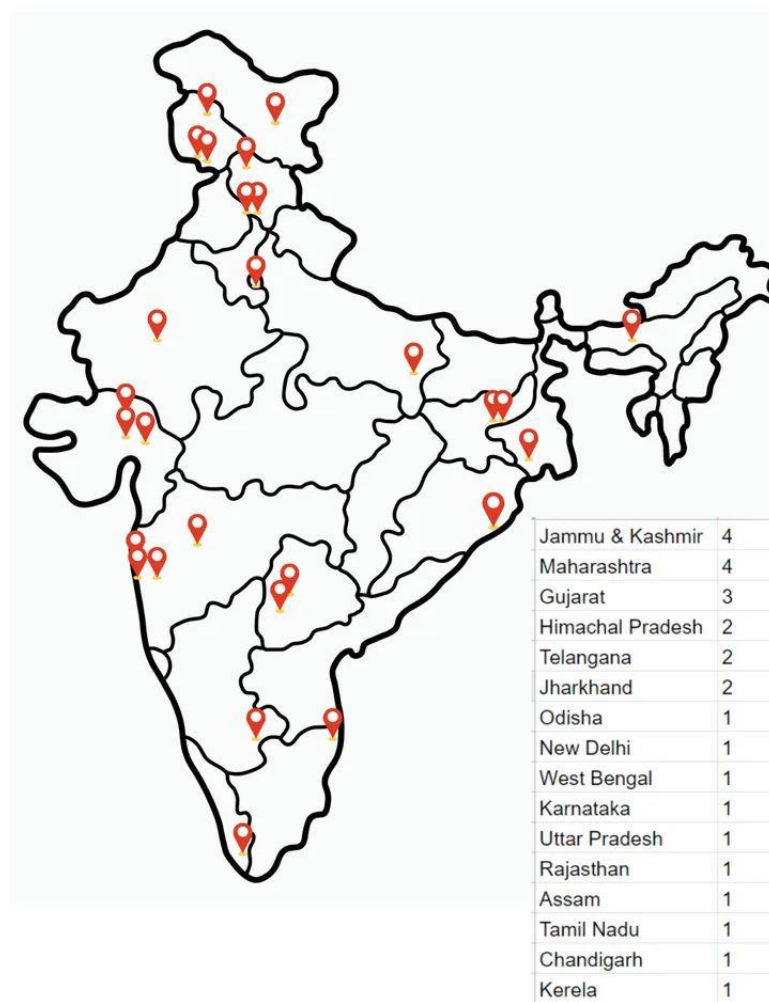 Jammu & Kashmir 4
Maharashtra 4
Gujarat 3
Himachal Pradesh 2
Telangana 2
Jharkhand 2
Odisha 1
New Delhi 1
West Bengal 1
Karnataka 1
Uttar Pradesh 1
Rajasthan 1
Assam 1
Tamil Nadu 1
Chandigarh 1
Kerela 1